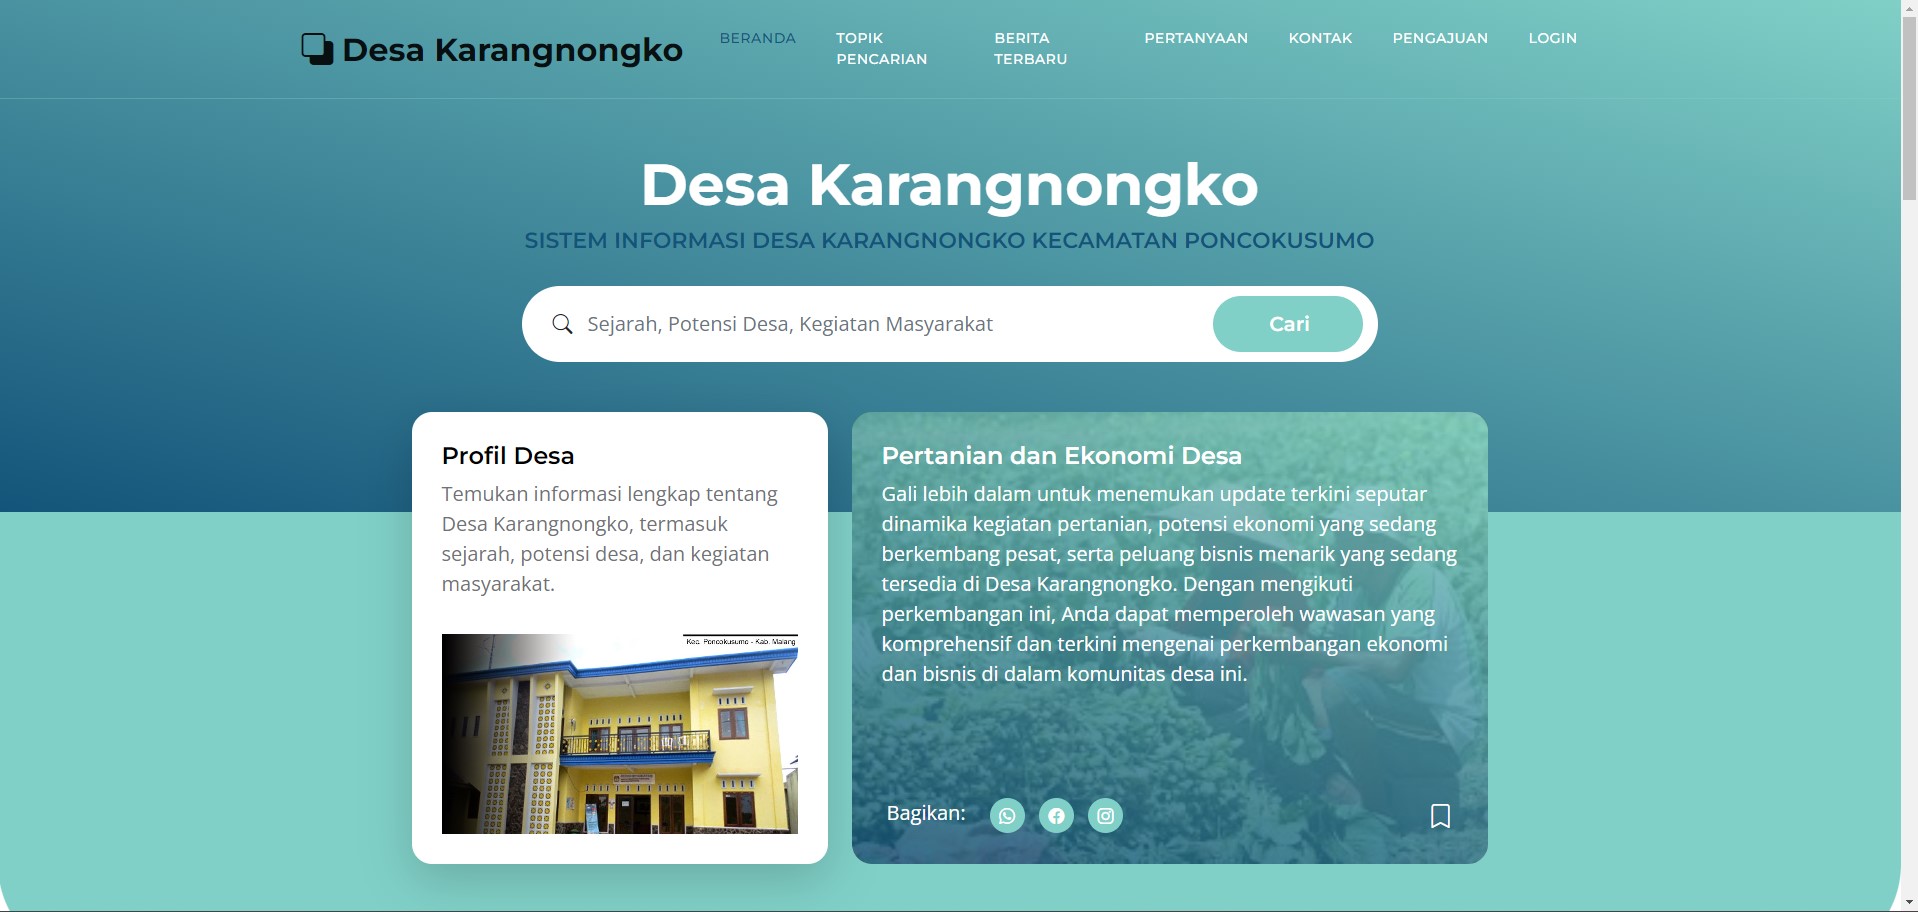 Desa Karangnongko
BERANDA
TOPIK
PENCARIAN
BERITA
TERBARU
PERTANYAAN
KONTAK
PENGAJUAN
LOGIN
Desa Karangnongko
SISTEM INFORMASI DESA KARANGNONGKO KECAMATAN PONCOKUSUMO
Sejarah, Potensi Desa, Kegiatan Masyarakat
Cari
Profil Desa
Temukan informasi lengkap tentang
Desa Karangnongko, termasuk
sejarah, potensi desa, dan kegiatan
masyarakat.
Kec. Poncokusumo - Kab. Malang
Pertanian dan Ekonomi Desa
Gali lebih dalam untuk menemukan update terkini seputar
dinamika kegiatan pertanian, potensi ekonomi yang sedang
berkembang pesat, serta peluang bisnis menarik yang sedang
tersedia di Desa Karangnongko. Dengan mengikuti
perkembangan ini, Anda dapat memperoleh wawasan yang
komprehensif dan terkini mengenai perkembangan ekonomi
dan bisnis di dalam komunitas desa ini.
Bagikan: